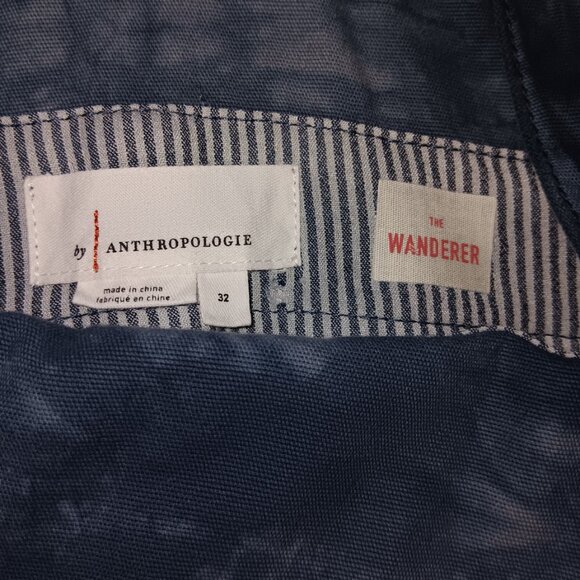 by ANTHROPOLOGIE
made in china
fabriqué en chine
32
THE
WANDERER